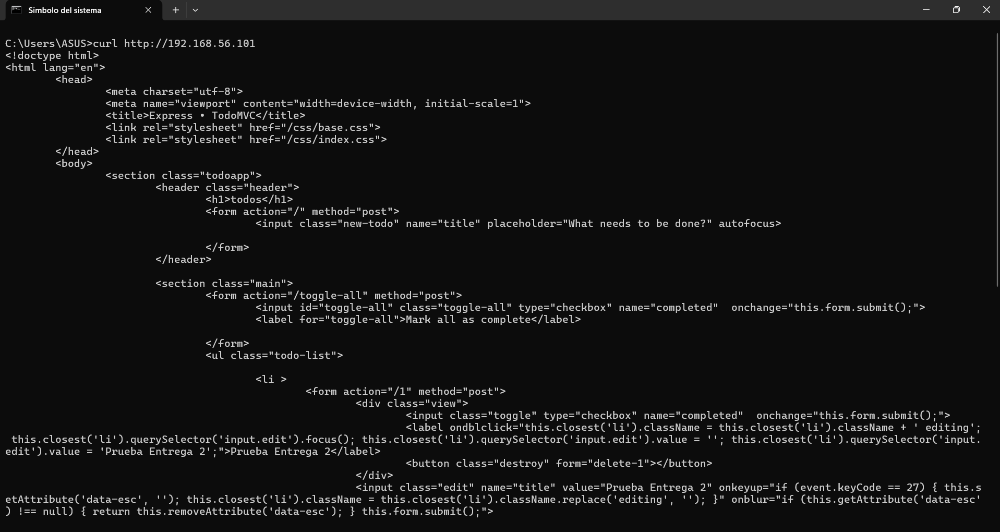 Símbolo del sistema
C:\Users\ASUS>curl http://192.168.56.101
<!doctype html>
<html lang="en">
        <head>
                <meta charset="utf-8">
                <meta name="viewport" content="width=device-width, initial-scale=1">
                <title>Express • TodoMVC</title>
                <link rel="stylesheet" href="/css/base.css">
                <link rel="stylesheet" href="/css/index.css">
        </head>
        <body>
                <section class="todoapp">
                        <header class="header">
                                <h1>todos</h1>
                                <form action="/" method="post">
                                        <input class="new-todo" name="title" placeholder="What needs to be done?" autofocus>
                                </form>
                        </header>
                        <section class="main">
                                <form action="/toggle-all" method="post">
                                        <input id="toggle-all" class="toggle-all" type="checkbox" name="completed"  onchange="this.form.submit();">
                                        <label for="toggle-all">Mark all as complete</label>
                                </form>
                                <ul class="todo-list">
                                        <li >
                                                <form action="/1" method="post">
                                                        <div class="view">
                                                                <input class="toggle" type="checkbox" name="completed"  onchange="this.form.submit();">
                                                                <label ondblclick="this.closest('li').className = this.closest('li').className + ' editing';
 this.closest('li').querySelector('input.edit').focus(); this.closest('li').querySelector('input.edit').value = ''; this.closest('li').querySelector('input.
edit').value = 'Prueba Entrega 2';">Prueba Entrega 2</label>
                                                                <button class="destroy" form="delete-1"></button>
                                                        </div>
                                                        <input class="edit" name="title" value="Prueba Entrega 2" onkeyup="if (event.keyCode == 27) { this.s
etAttribute('data-esc', ''); this.closest('li').className = this.closest('li').className.replace('editing', ''); }" onblur="if (this.getAttribute('data-esc'
) !== null) { return this.removeAttribute('data-esc'); } this.form.submit();">